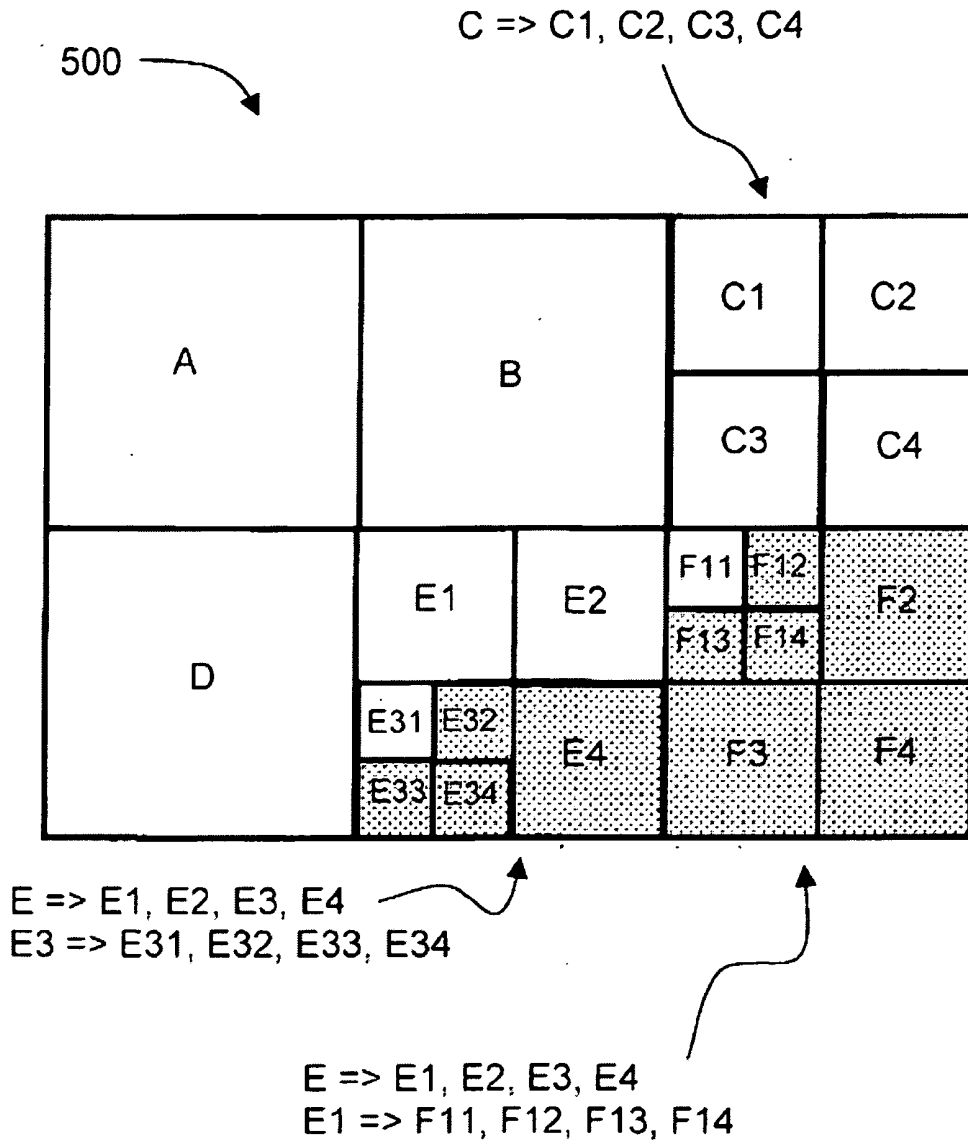 C => C1, C2, C3, C4
500
C1 C2
A B
C3 C4
F11 F12
E1 E2 F2
F13 F14
D
E31 E32
E4 F3 F4
E33 E34
E => E1, E2, E3, E4
E3 => E31, E32, E33, E34
E => E1, E2, E3, E4
E1 => F11, F12, F13, F14